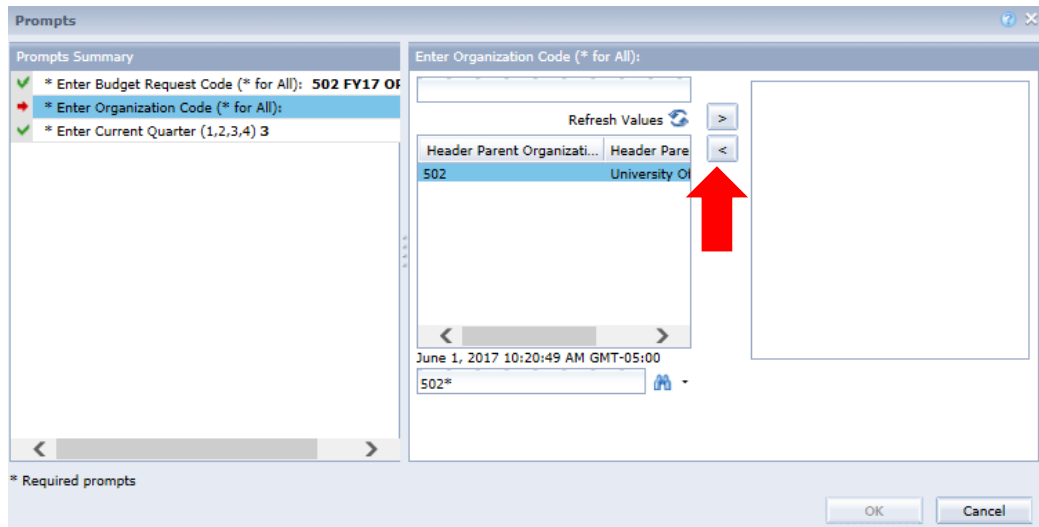 Prompts
Prompts Summary
* Enter Budget Request Code (* for All): 502 FY17 OF
* Enter Organization Code (* for All):
* Enter Current Quarter (1,2,3,4) 3
* Required prompts
Enter Organization Code (* for All):
Refresh Values
Header Parent Organizati... Header Pare
502 University Of
June 1, 2017 10:20:49 AM GMT-05:00
502*
>
<
OK Cancel